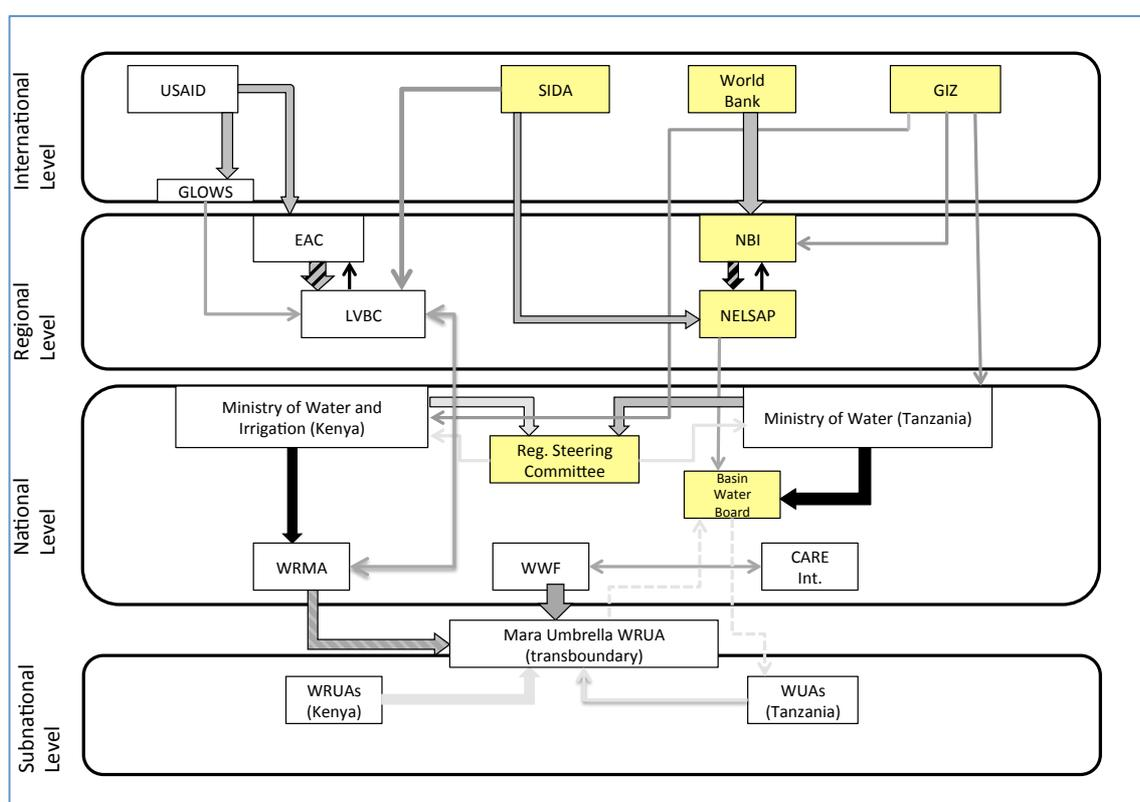 International
Level
USAID
SIDA
World
Bank
GIZ
GLOWS
Regional
Level
EAC
NBI
LVBC
NELSAP
National
Level
Ministry of Water and
Irrigation (Kenya)
Ministry of Water (Tanzania)
Reg. Steering
Committee
Basin
Water
Board
WRMA
WWF
CARE
Int.
Mara Umbrella WRUA
(transboundary)
Subnational
Level
WRUAs
(Kenya)
WUAs
(Tanzania)